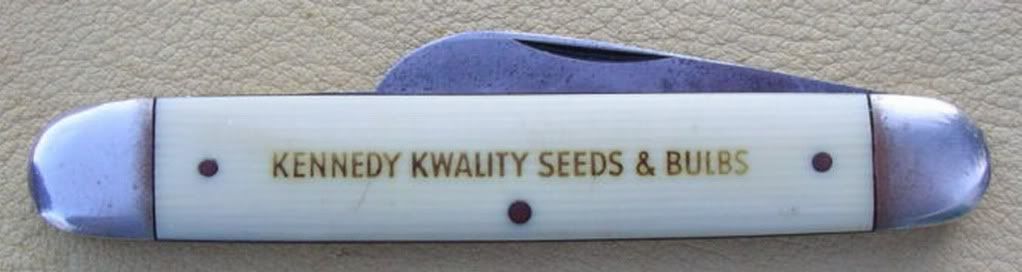 KENNEDY KWALITY SEEDS & BULBS